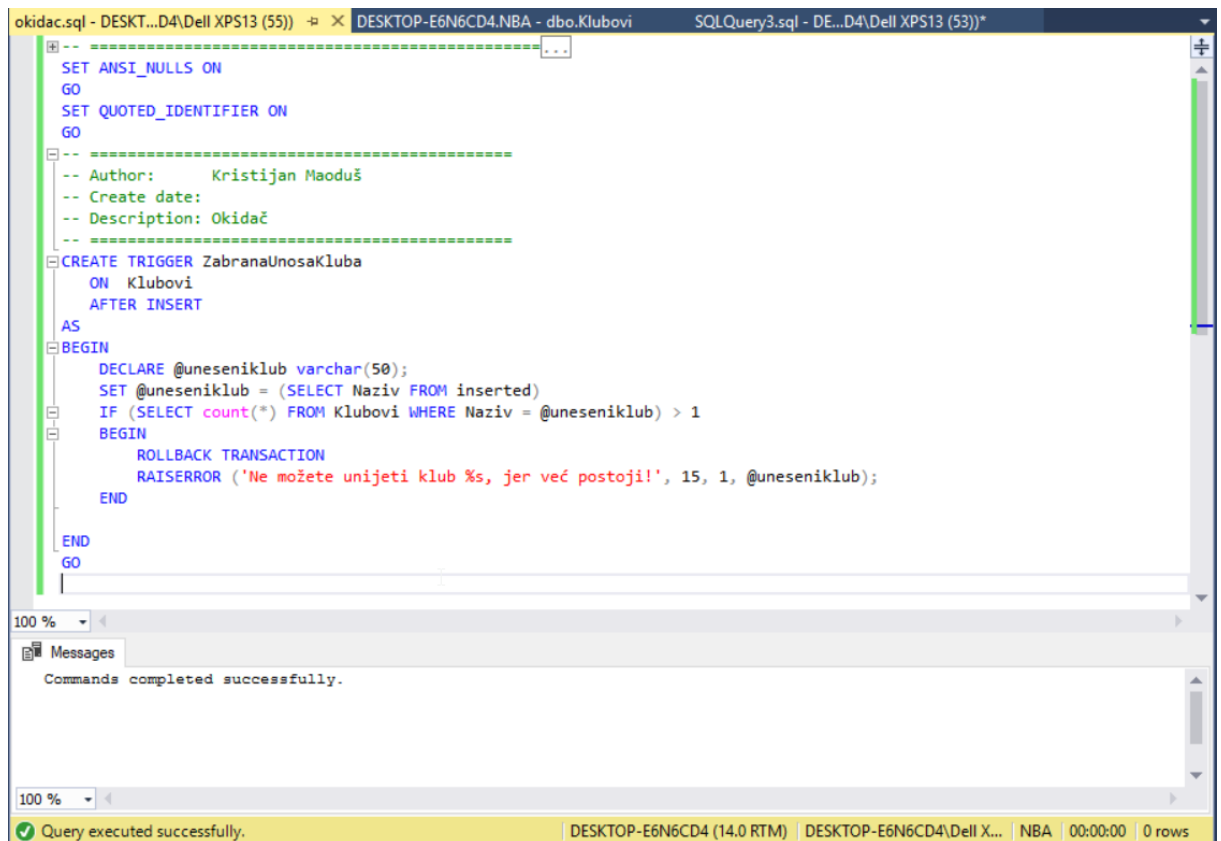 okidac.sql - DESKT...D4\Dell XPS13 (55)) DESKTOP-E6N6CD4.NBA - dbo.Klubovi SQLQuery3.sql - DE...D4\Dell XPS13 (53))*
-- ================================================...
SET ANSI_NULLS ON
GO
SET QUOTED_IDENTIFIER ON
GO
-- =============================================
-- Author:      Kristijan Maoduš
-- Create date:
-- Description: Okidač
-- =============================================
CREATE TRIGGER ZabranaUnosaKluba
   ON  Klubovi
   AFTER INSERT
AS
BEGIN
    DECLARE @uneseniklub varchar(50);
    SET @uneseniklub = (SELECT Naziv FROM inserted)
    IF (SELECT count(*) FROM Klubovi WHERE Naziv = @uneseniklub) > 1
    BEGIN
        ROLLBACK TRANSACTION
        RAISERROR ('Ne možete unijeti klub %s, jer već postoji!', 15, 1, @uneseniklub);
    END
END
GO
100 %
Messages
Commands completed successfully.
100 %
Query executed successfully. DESKTOP-E6N6CD4 (14.0 RTM) DESKTOP-E6N6CD4\Dell X... NBA 00:00:00 0 rows